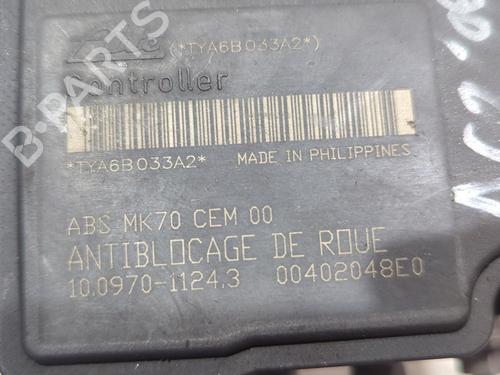 (*TYA6B033A2*)
Controller
*TYA6B033A2* MADE IN PHILIPPINES
ABS MK70 CEM 00
ANTIBLOCAGE DE ROUE
10.0970-1124.3 00402048E0
B-PARTS